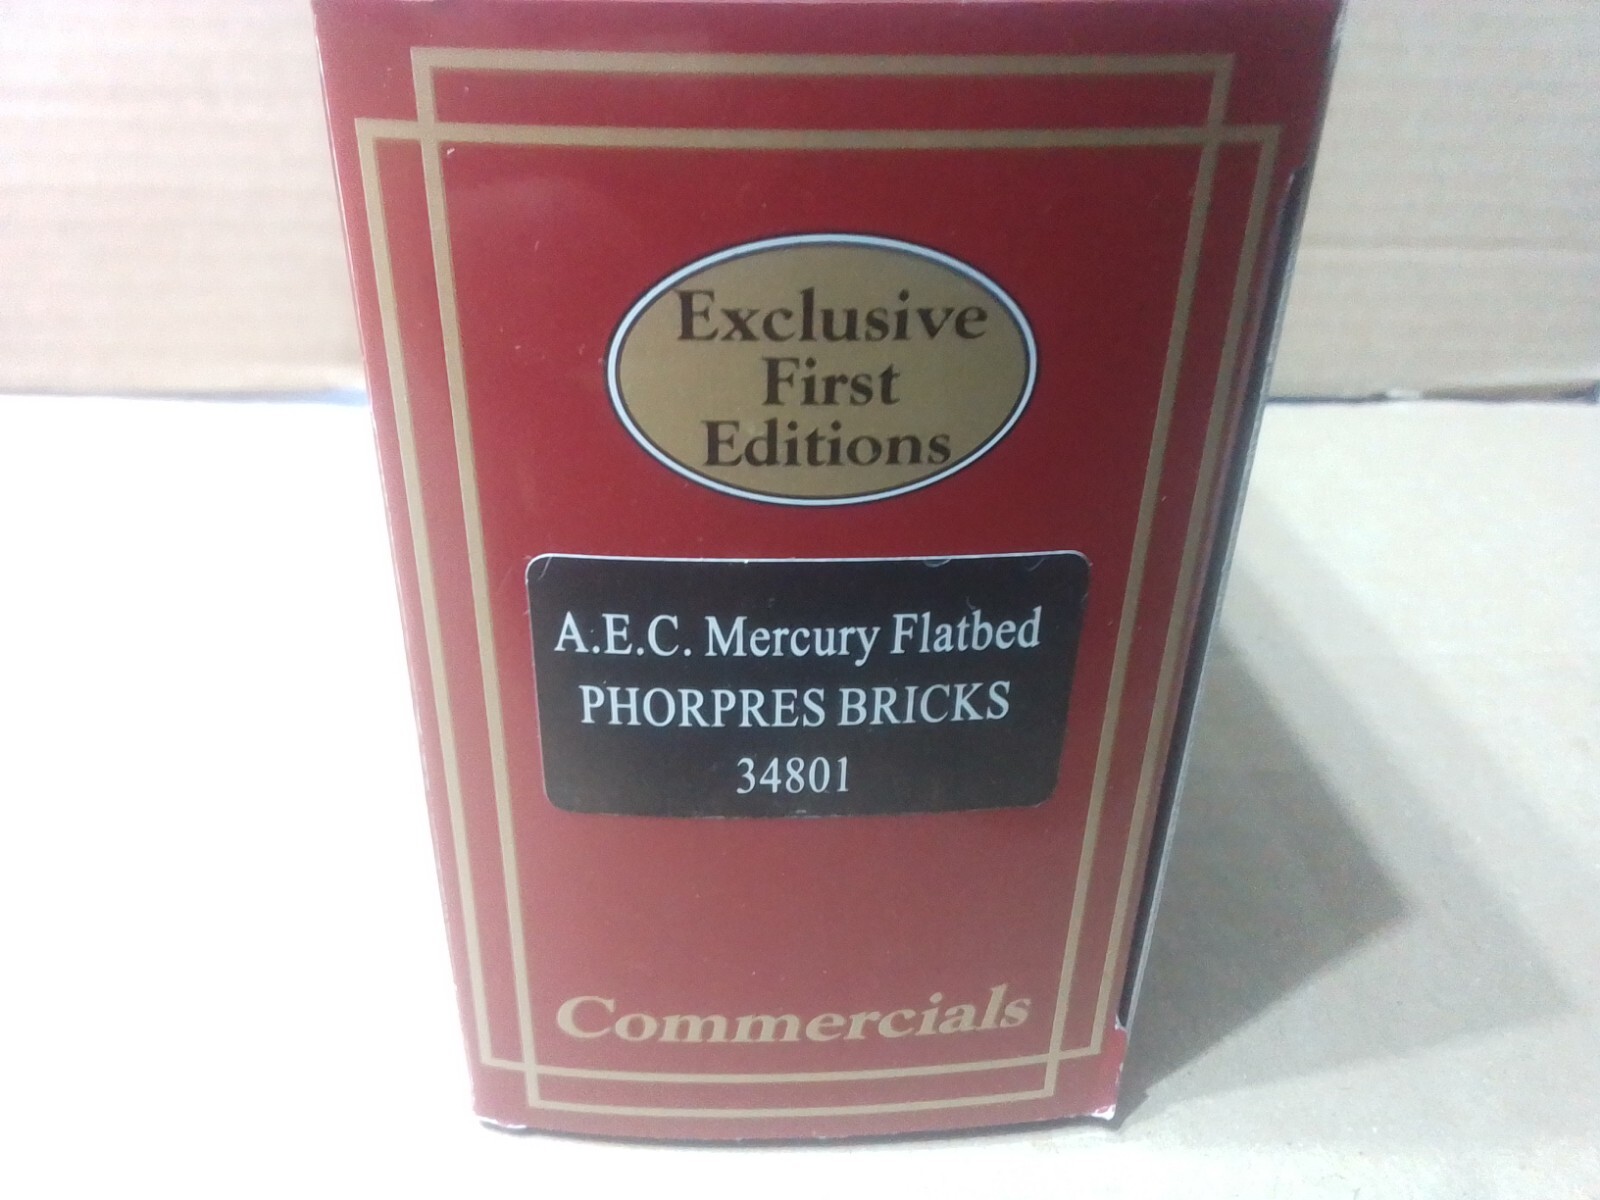 Exclusive
First
Editions
A.E.C. Mercury Flatbed
PHORPRES BRICKS
34801
Commercials